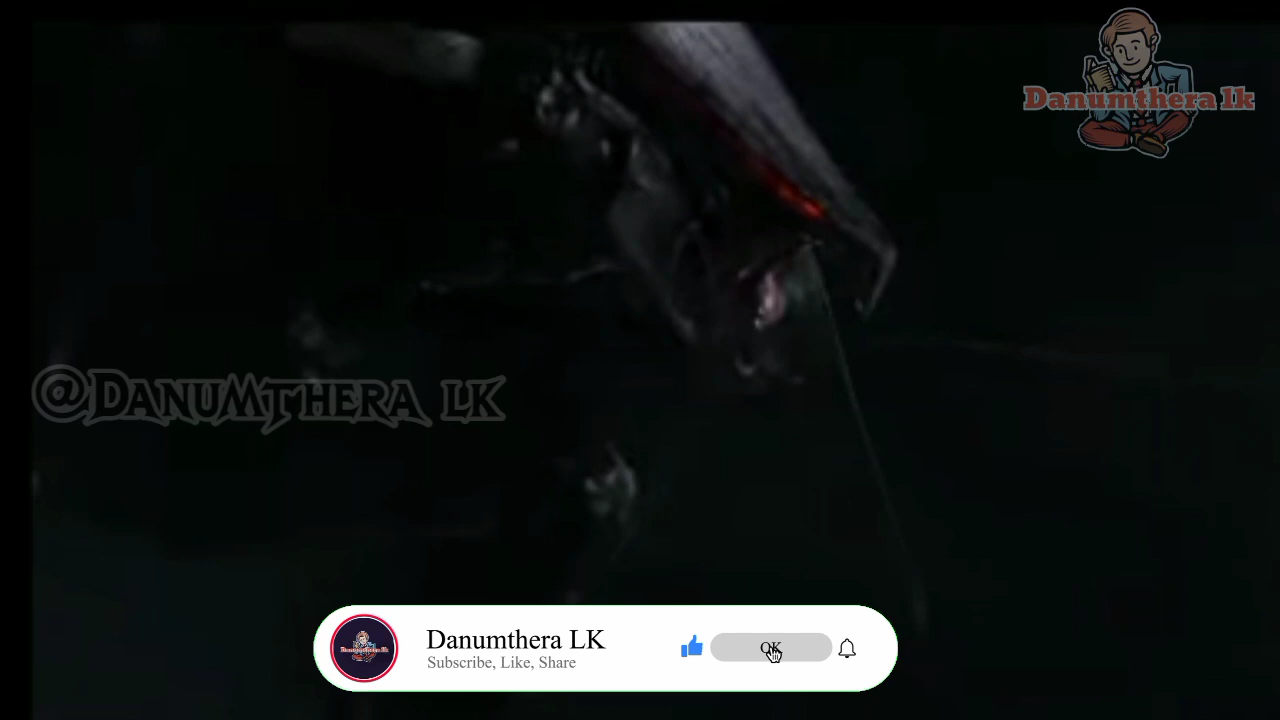 Danumthera lk
@DANUMTHERA LK
Danumthera LK
Subscribe, Like, Share
OK